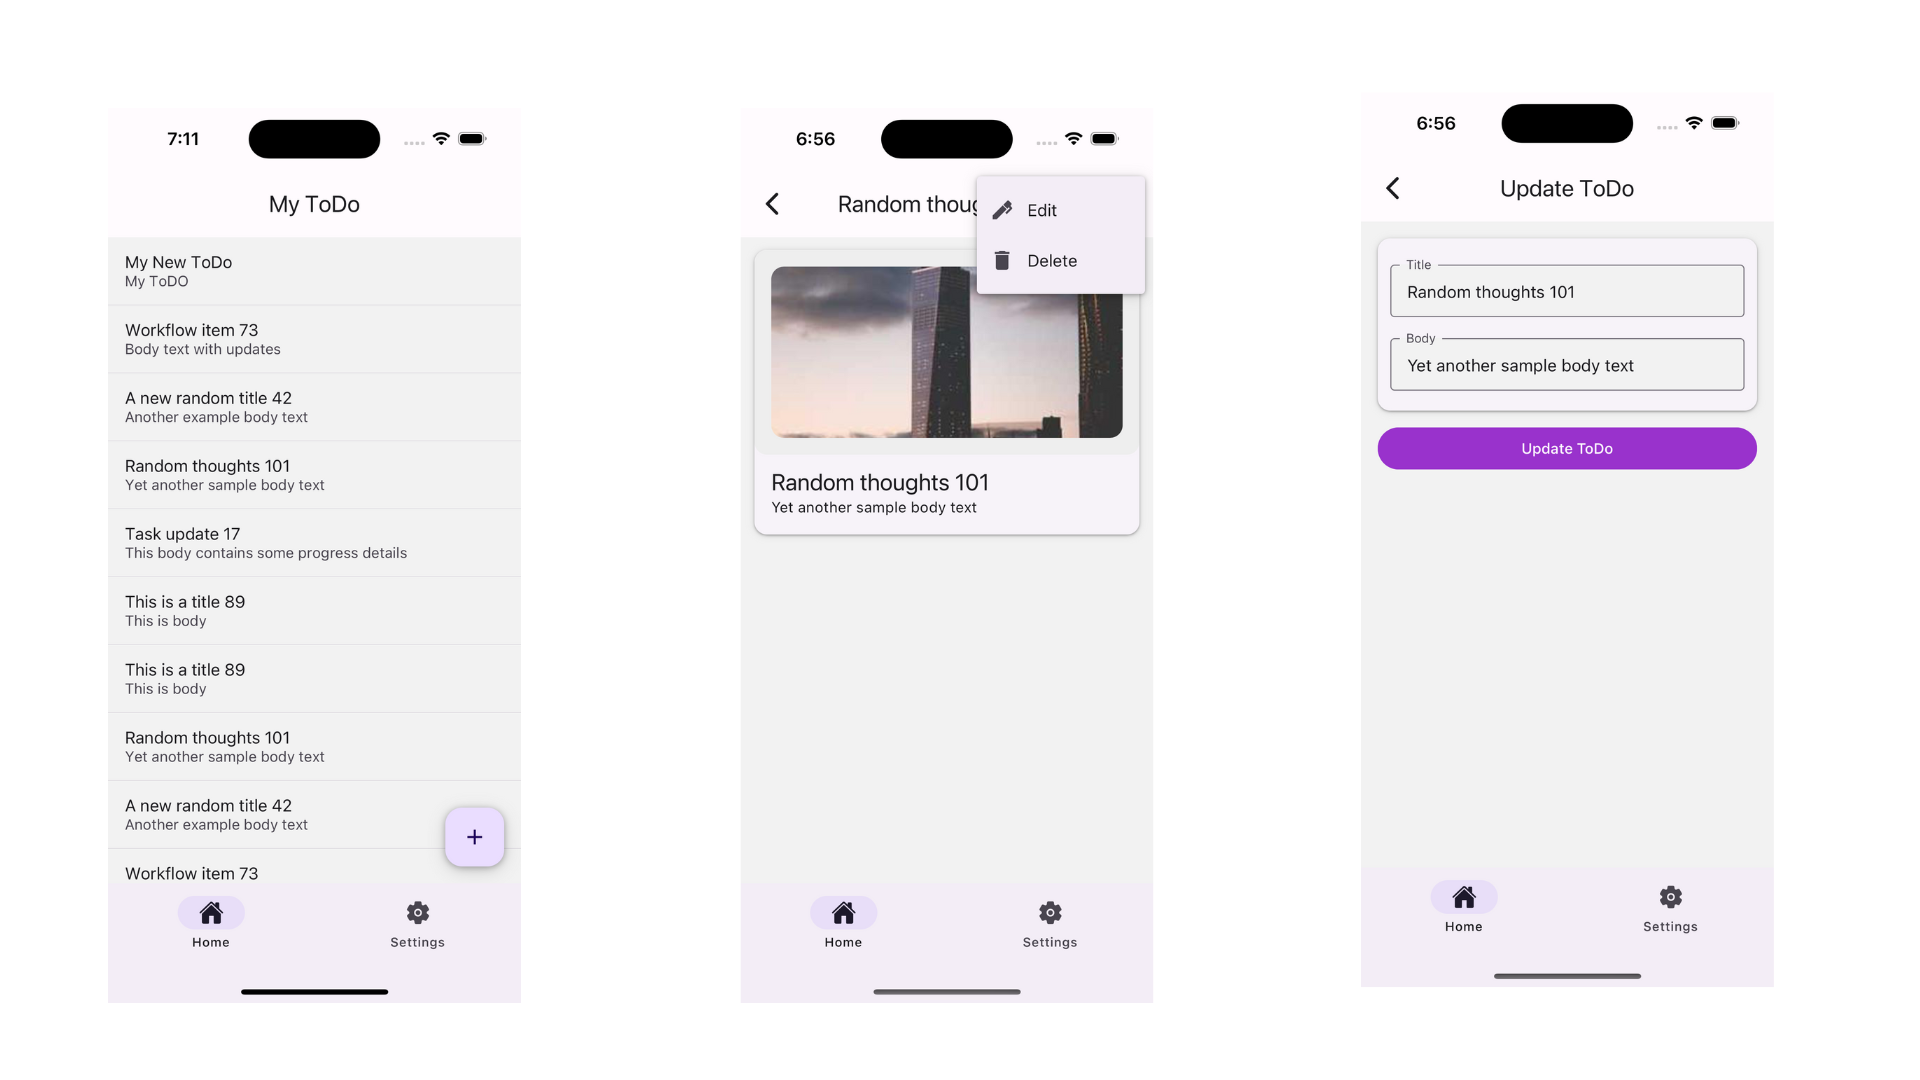 7:11
My ToDo
My New ToDo
My ToDO
Workflow item 73
Body text with updates
A new random title 42
Another example body text
Random thoughts 101
Yet another sample body text
Task update 17
This body contains some progress details
This is a title 89
This is body
This is a title 89
This is body
Random thoughts 101
Yet another sample body text
A new random title 42
Another example body text
Workflow item 73
+
Home
Settings
6:56
Random thoug
Edit
Delete
Random thoughts 101
Yet another sample body text
Home
Settings
6:56
Update ToDo
Title
Random thoughts 101
Body
Yet another sample body text
Update ToDo
Home
Settings